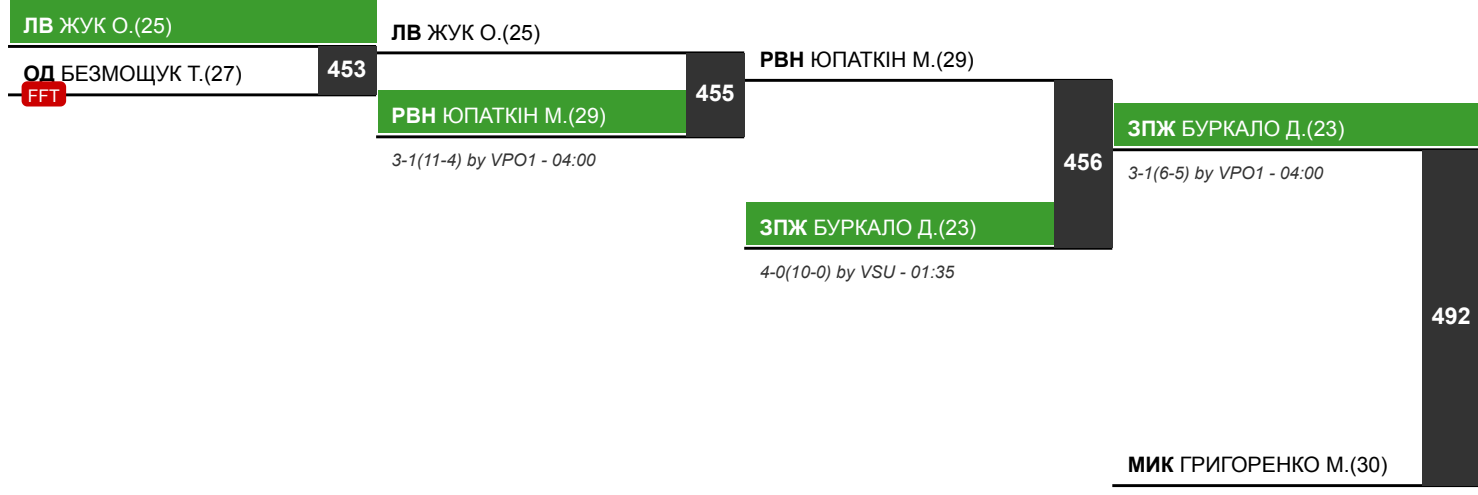 ЛВ ЖУК О.(25)
ОД БЕЗМОЩУК Т.(27)
FFT
453
ЛВ ЖУК О.(25)
РВН ЮПАТКІН М.(29)
455
3-1(11-4) by VPO1 - 04:00
РВН ЮПАТКІН М.(29)
ЗПЖ БУРКАЛО Д.(23)
456
4-0(10-0) by VSU - 01:35
ЗПЖ БУРКАЛО Д.(23)
3-1(6-5) by VPO1 - 04:00
492
МИК ГРИГОРЕНКО М.(30)